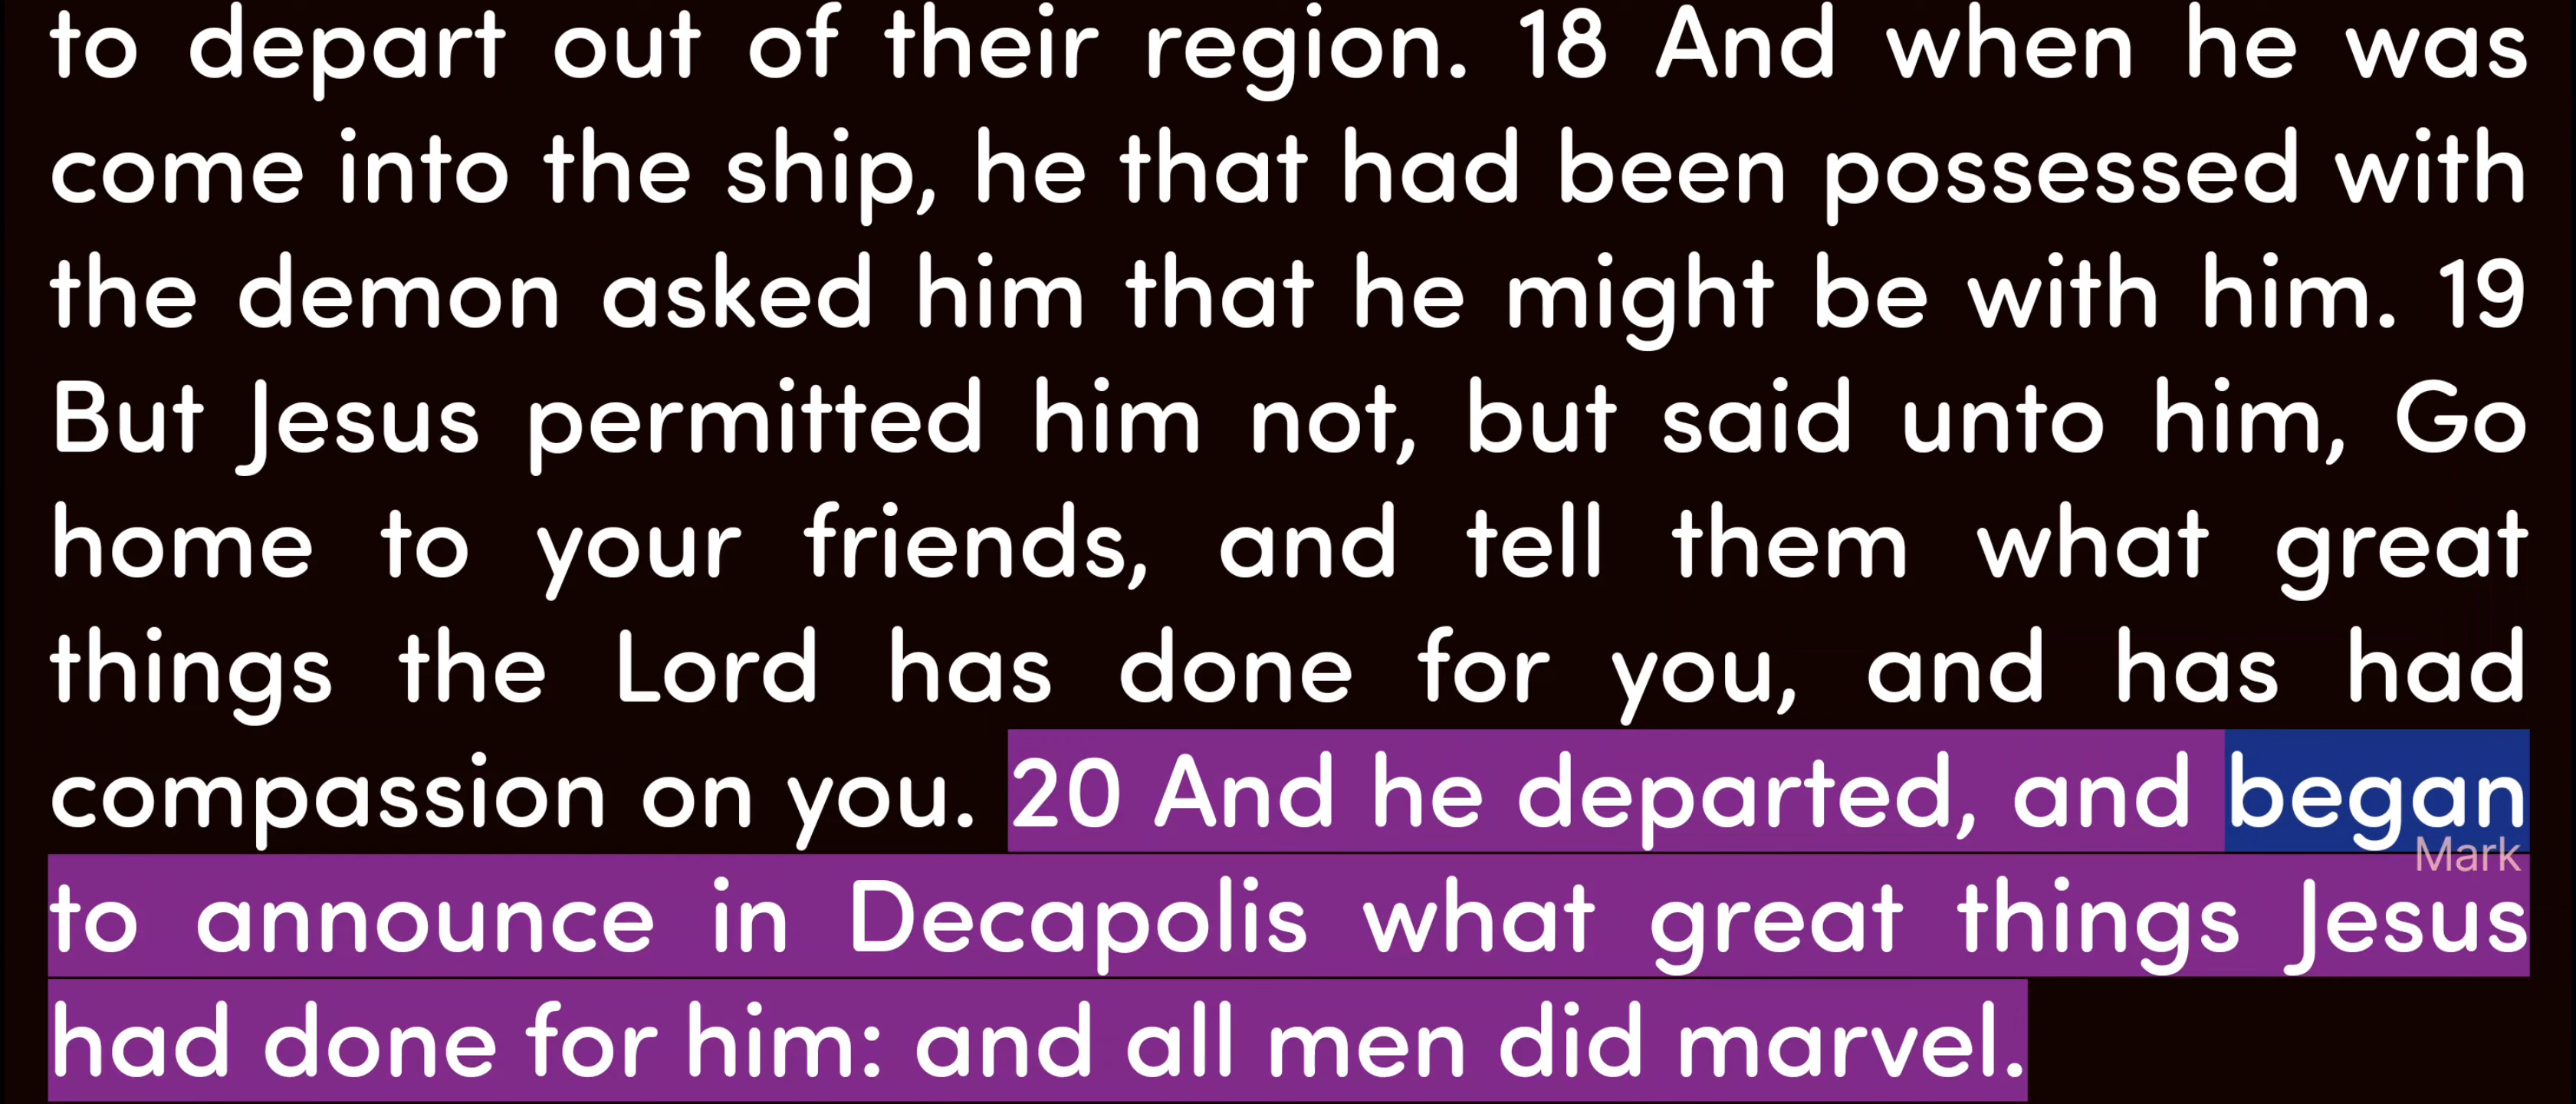 to depart out of their region. 18 And when he was
come into the ship, he that had been possessed with
the demon asked him that he might be with him. 19
But Jesus permitted him not, but said unto him, Go
home to your friends, and tell them what great
things the Lord has done for you, and has had
compassion on you. 20 And he departed, and began
Mark
to announce in Decapolis what great things Jesus
had done for him: and all men did marvel.